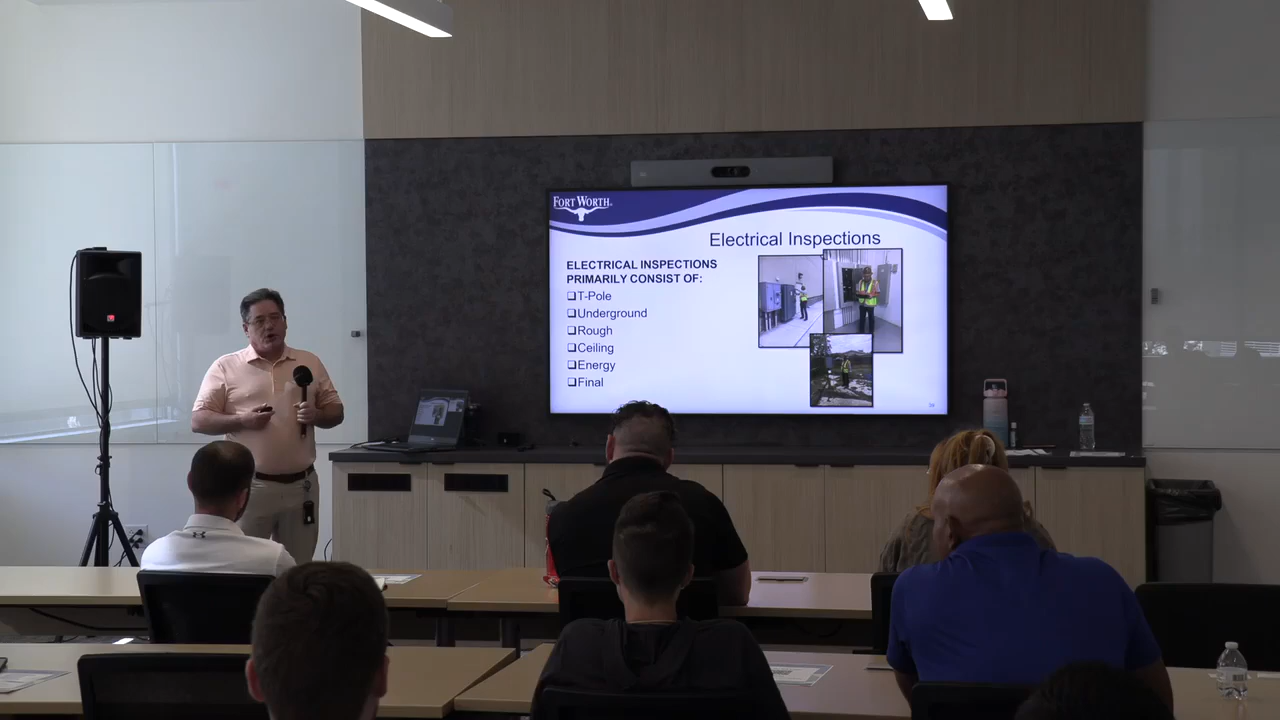 FORT WORTH®
Electrical Inspections
ELECTRICAL INSPECTIONS
PRIMARILY CONSIST OF:
❑T-Pole
❑Underground
❑Rough
❑Ceiling
❑Energy
❑Final